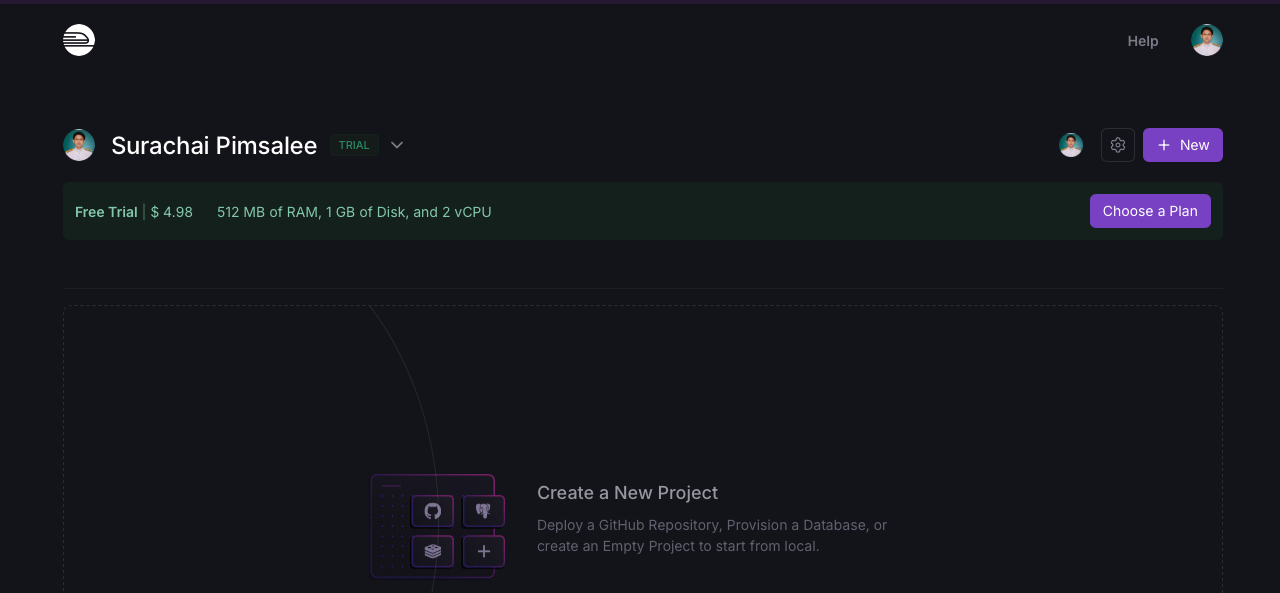 Help
Surachai Pimsalee TRIAL
+ New
Free Trial | $ 4.98 512 MB of RAM, 1 GB of Disk, and 2 vCPU
Choose a Plan
Create a New Project
Deploy a GitHub Repository, Provision a Database, or
create an Empty Project to start from local.